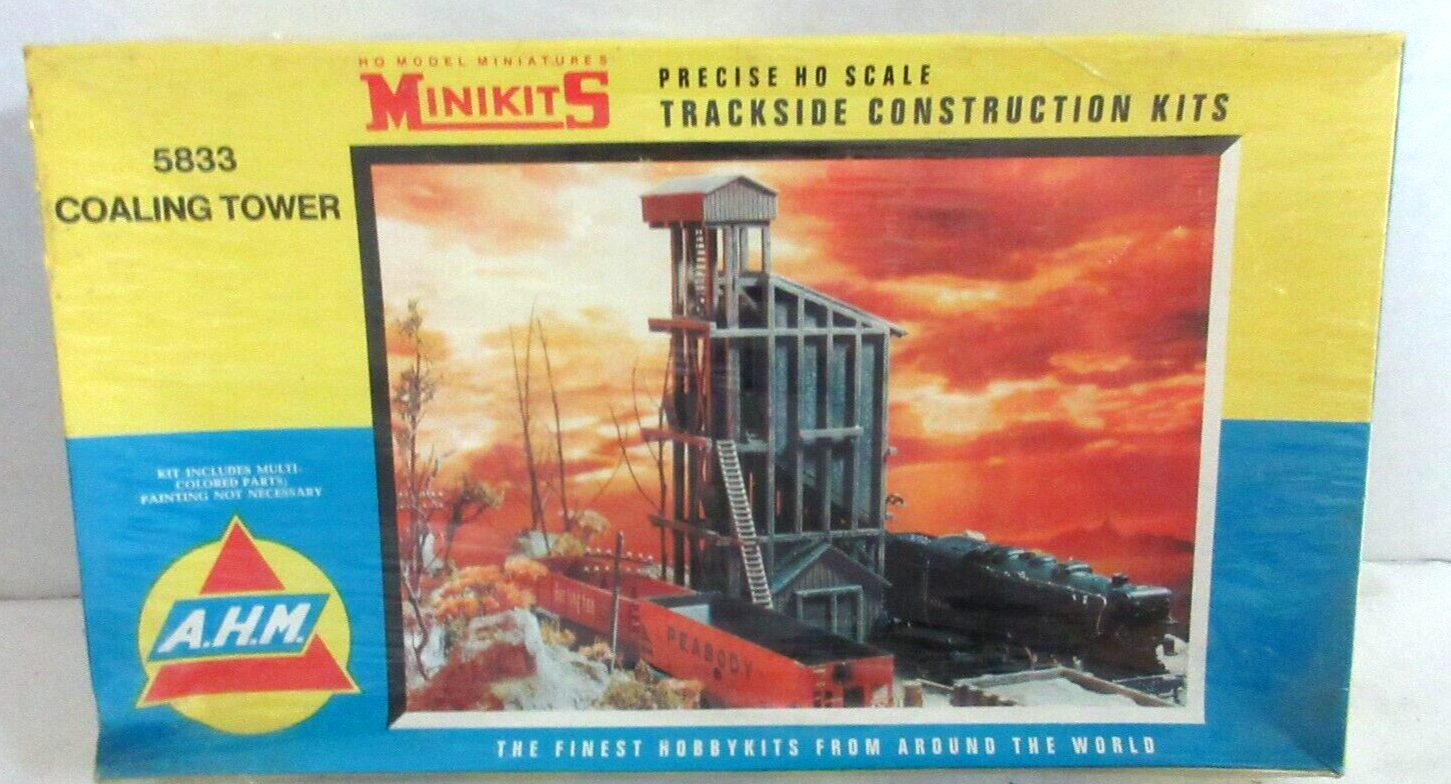 HO MODEL MINIATURES
MINIKITS
PRECISE HO SCALE
TRACKSIDE CONSTRUCTION KITS
5833
COALING TOWER
KIT INCLUDES MULTI-
COLORED PARTS;
PAINTING NOT NECESSARY
A.H.M.
PEABODY
THE FINEST HOBBYKITS FROM AROUND THE WORLD